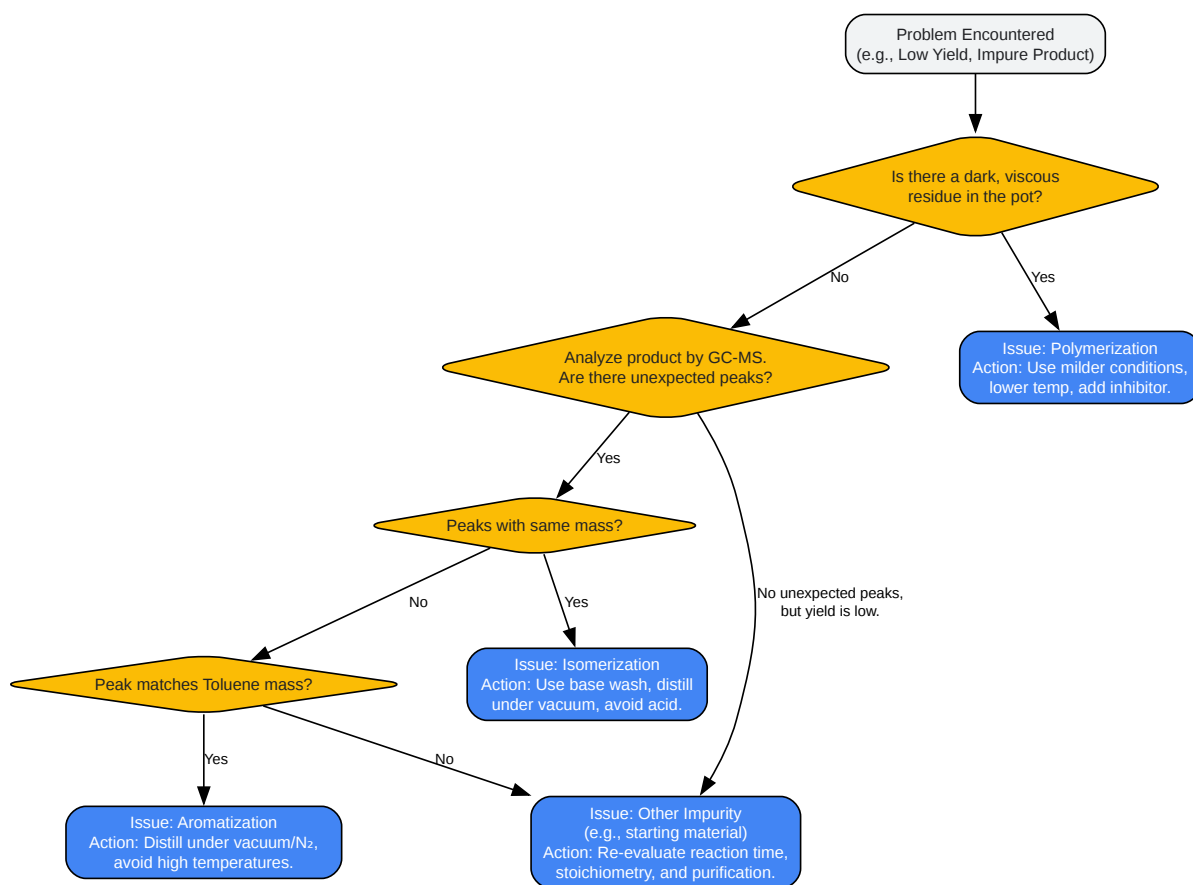 Problem Encountered
(e.g., Low Yield, Impure Product)
Is there a dark, viscous
residue in the pot?
No
Yes
Analyze product by GC-MS.
Are there unexpected peaks?
Issue: Polymerization
Action: Use milder conditions,
lower temp, add inhibitor.
Yes
Peaks with same mass?
No unexpected peaks,
but yield is low.
No
Yes
Peak matches Toluene mass?
Issue: Isomerization
Action: Use base wash, distill
under vacuum, avoid acid.
Yes
No
Issue: Aromatization
Action: Distill under vacuum/N₂,
avoid high temperatures.
Issue: Other Impurity
(e.g., starting material)
Action: Re-evaluate reaction time,
stoichiometry, and purification.